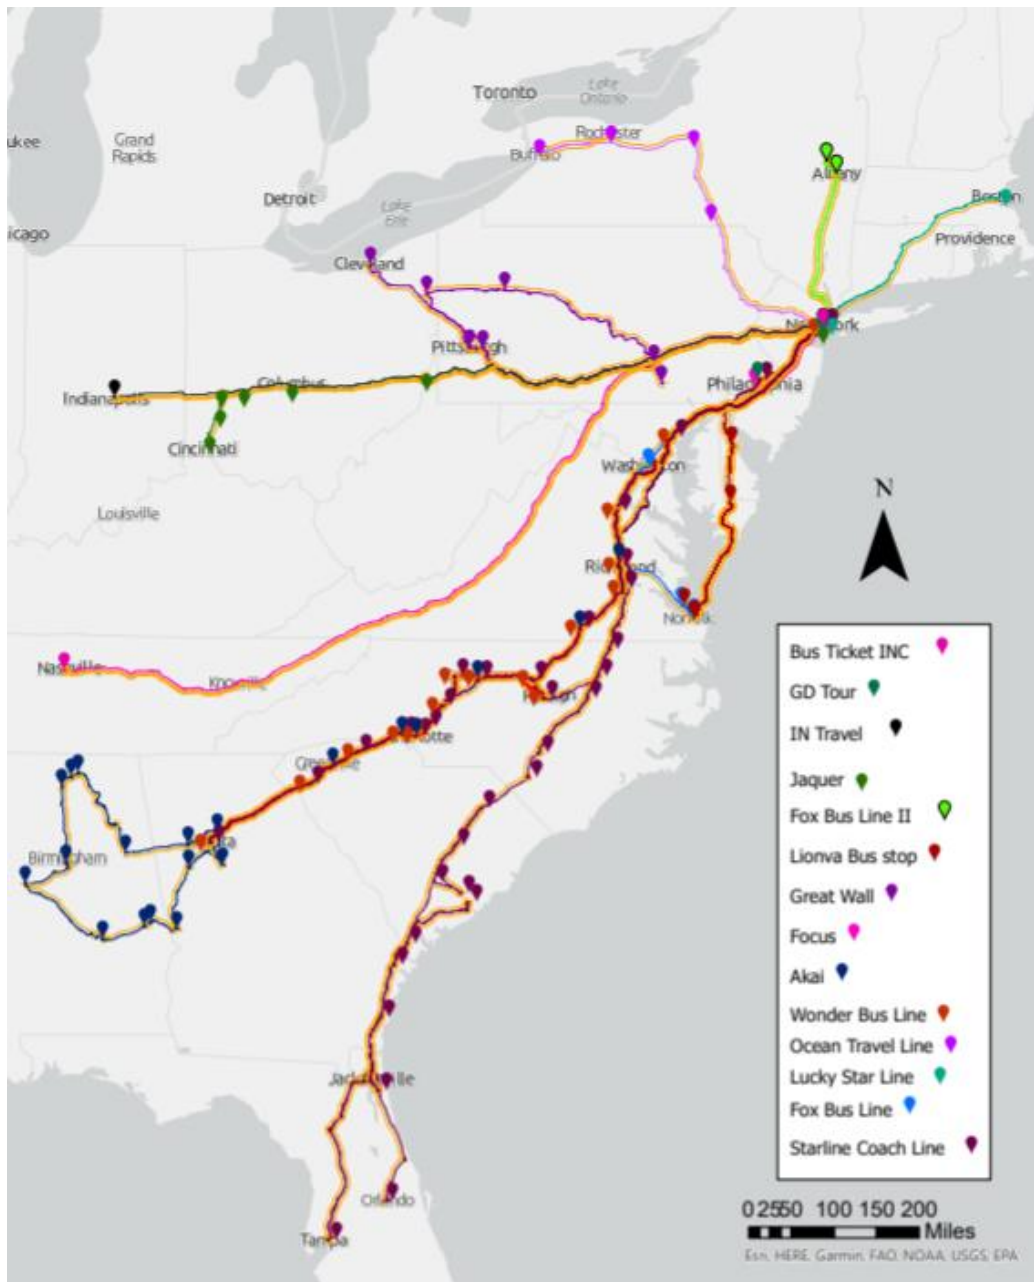 Toronto
Lake
Ontario
ukee
Grand
Rapids
Rochester
Buffalo
Albany
Detroit
Lake
Erie
Boston
icago
Providence
Cleveland
New York
Pittsburgh
Columbus
Philadelphia
Indianapolis
Cincinnati
Washington
Louisville
N
Richmond
Norfolk
Nashville
Knoxville
Raleigh
Charlotte
Greenville
Birmingham
Jacksonville
Orlando
Tampa
Bus Ticket INC
GD Tour
IN Travel
Jaquer
Fox Bus Line II
Lionva Bus stop
Great Wall
Focus
Akai
Wonder Bus Line
Ocean Travel Line
Lucky Star Line
Fox Bus Line
Starline Coach Line
0 25 50 100 150 200
Miles
Esri, HERE, Garmin, FAO, NOAA, USGS, EPA